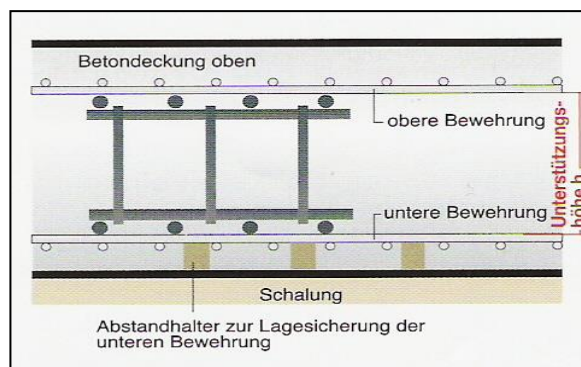 Betondeckung oben
obere Bewehrung
Unterstützungs-
höhe h
untere Bewehrung
Schalung
Abstandhalter zur Lagesicherung der
unteren Bewehrung